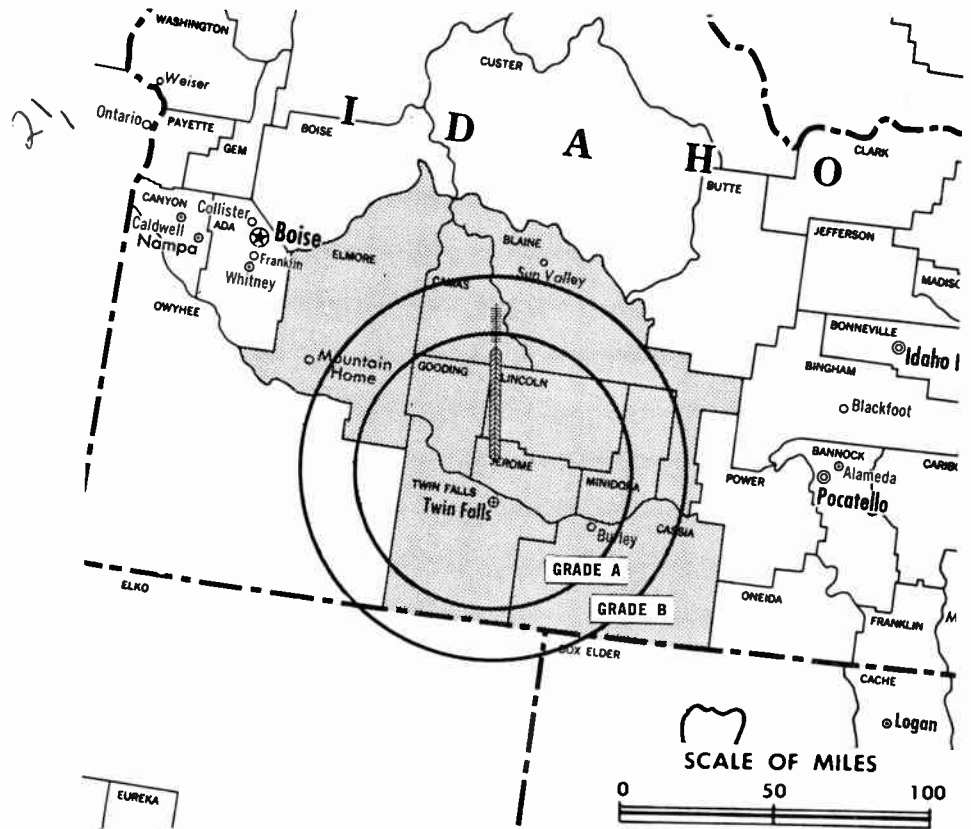 WASHINGTON
Weiser
CUSTER
21,
Ontario
PAYETTE
GEM
BOISE
I D A H O
CLARK
BUTTE
CANYON
Caldwell
Nampa
ADA
Collister
Boise
Franklin
Whitney
ELMORE
BLAINE
Sun Valley
CAMAS
JEFFERSON
MADISO
OWYHEE
BONNEVILLE
Idaho
BINGHAM
Blackfoot
Mountain
Home
GOODING
LINCOLN
BANNOCK
Alameda
CARIB
Pocatello
POWER
JEROME
MINIDOKA
TWIN FALLS
Twin Falls
Burley
CASSIA
GRADE A
GRADE B
ELKO
ONEIDA
FRANKLIN
BOX ELDER
CACHE
Logan
SCALE OF MILES
0 50 100
EUREKA